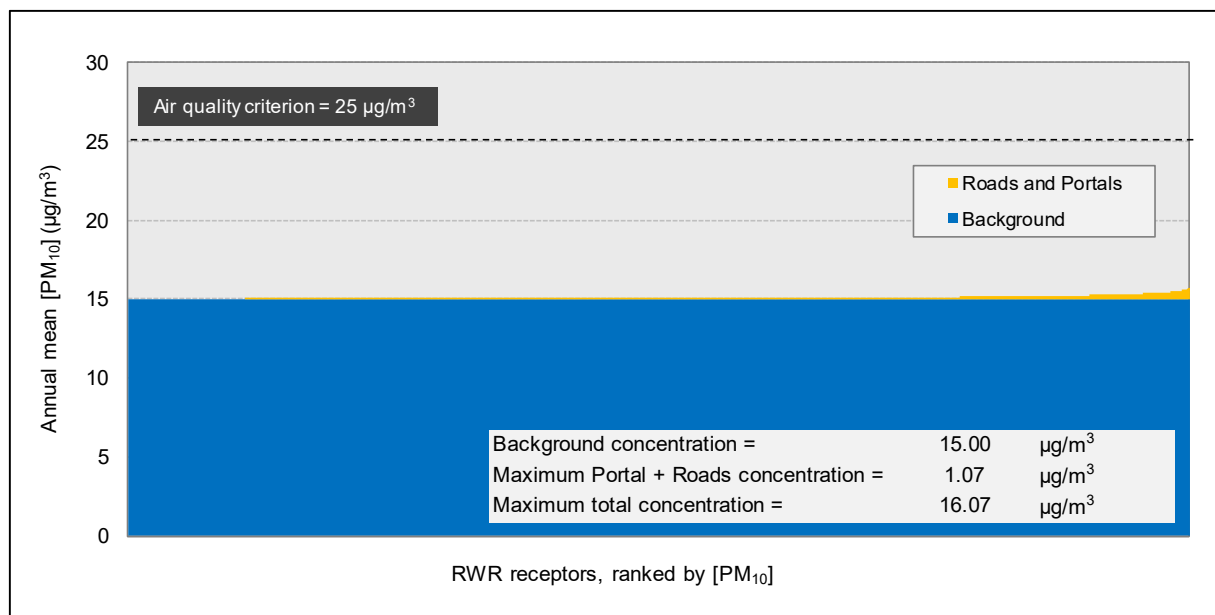 Annual mean [PM₁₀] (µg/m³)
30
25
20
15
10
5
0
Air quality criterion = 25 µg/m³
Roads and Portals
Background
Background concentration = 15.00 µg/m³
Maximum Portal + Roads concentration = 1.07 µg/m³
Maximum total concentration = 16.07 µg/m³
RWR receptors, ranked by [PM₁₀]